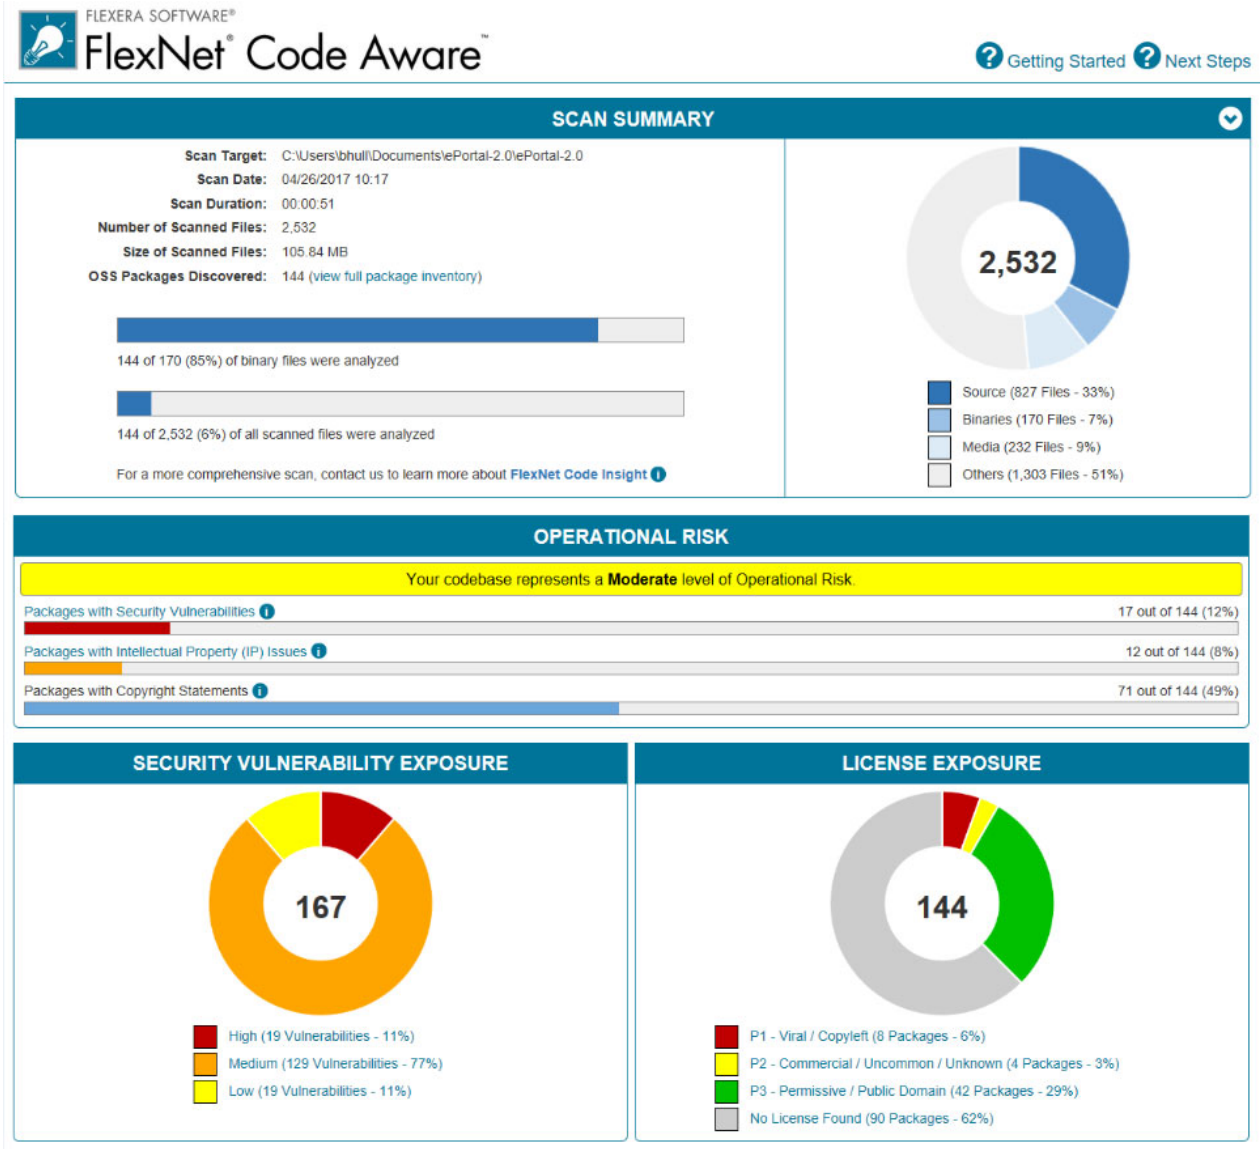 FLEXERA SOFTWARE®
FlexNet® Code Aware™
Getting Started
Next Steps
SCAN SUMMARY
Scan Target: C:\Users\bhull\Documents\ePortal-2.0\ePortal-2.0
Scan Date: 04/26/2017 10:17
Scan Duration: 00:00:51
Number of Scanned Files: 2,532
Size of Scanned Files: 105.84 MB
OSS Packages Discovered: 144 (view full package inventory)
144 of 170 (85%) of binary files were analyzed
144 of 2,532 (6%) of all scanned files were analyzed
For a more comprehensive scan, contact us to learn more about FlexNet Code Insight
2,532
Source (827 Files - 33%)
Binaries (170 Files - 7%)
Media (232 Files - 9%)
Others (1,303 Files - 51%)
OPERATIONAL RISK
Your codebase represents a Moderate level of Operational Risk.
Packages with Security Vulnerabilities 17 out of 144 (12%)
Packages with Intellectual Property (IP) Issues 12 out of 144 (8%)
Packages with Copyright Statements 71 out of 144 (49%)
SECURITY VULNERABILITY EXPOSURE
167
High (19 Vulnerabilities - 11%)
Medium (129 Vulnerabilities - 77%)
Low (19 Vulnerabilities - 11%)
LICENSE EXPOSURE
144
P1 - Viral / Copyleft (8 Packages - 6%)
P2 - Commercial / Uncommon / Unknown (4 Packages - 3%)
P3 - Permissive / Public Domain (42 Packages - 29%)
No License Found (90 Packages - 62%)